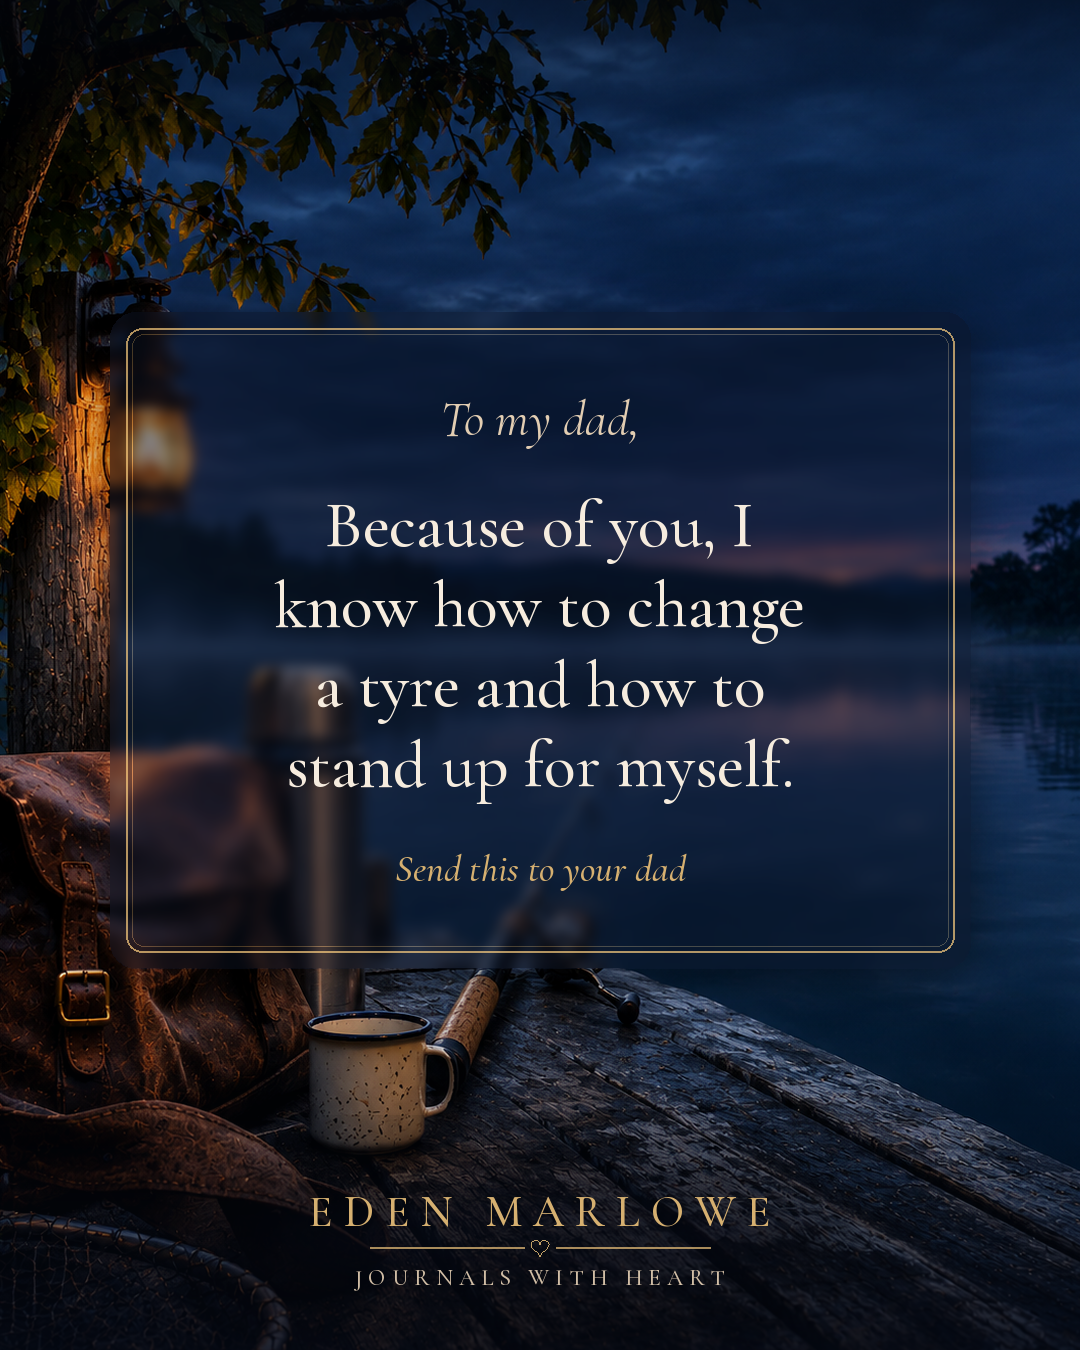 To my dad,
Because of you, I
know how to change
a tyre and how to
stand up for myself.
Send this to your dad
EDEN MARLOWE
JOURNALS WITH HEART